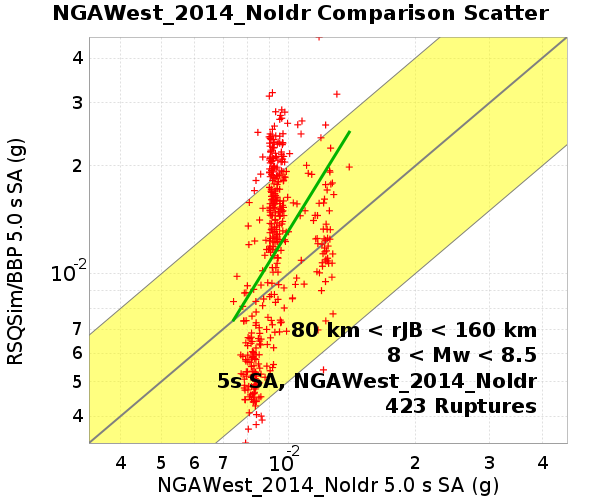 NGAWest_2014_NoIdr Comparison Scatter
RSQSim/BBP 5.0 s SA (g)
4
3
2
10-2
7
6
5
4
80 km < rJB < 160 km
8 < Mw < 8.5
5s SA, NGAWest_2014_NoIdr
423 Ruptures
4 5 6 7 10-2 2 3 4
NGAWest_2014_NoIdr 5.0 s SA (g)